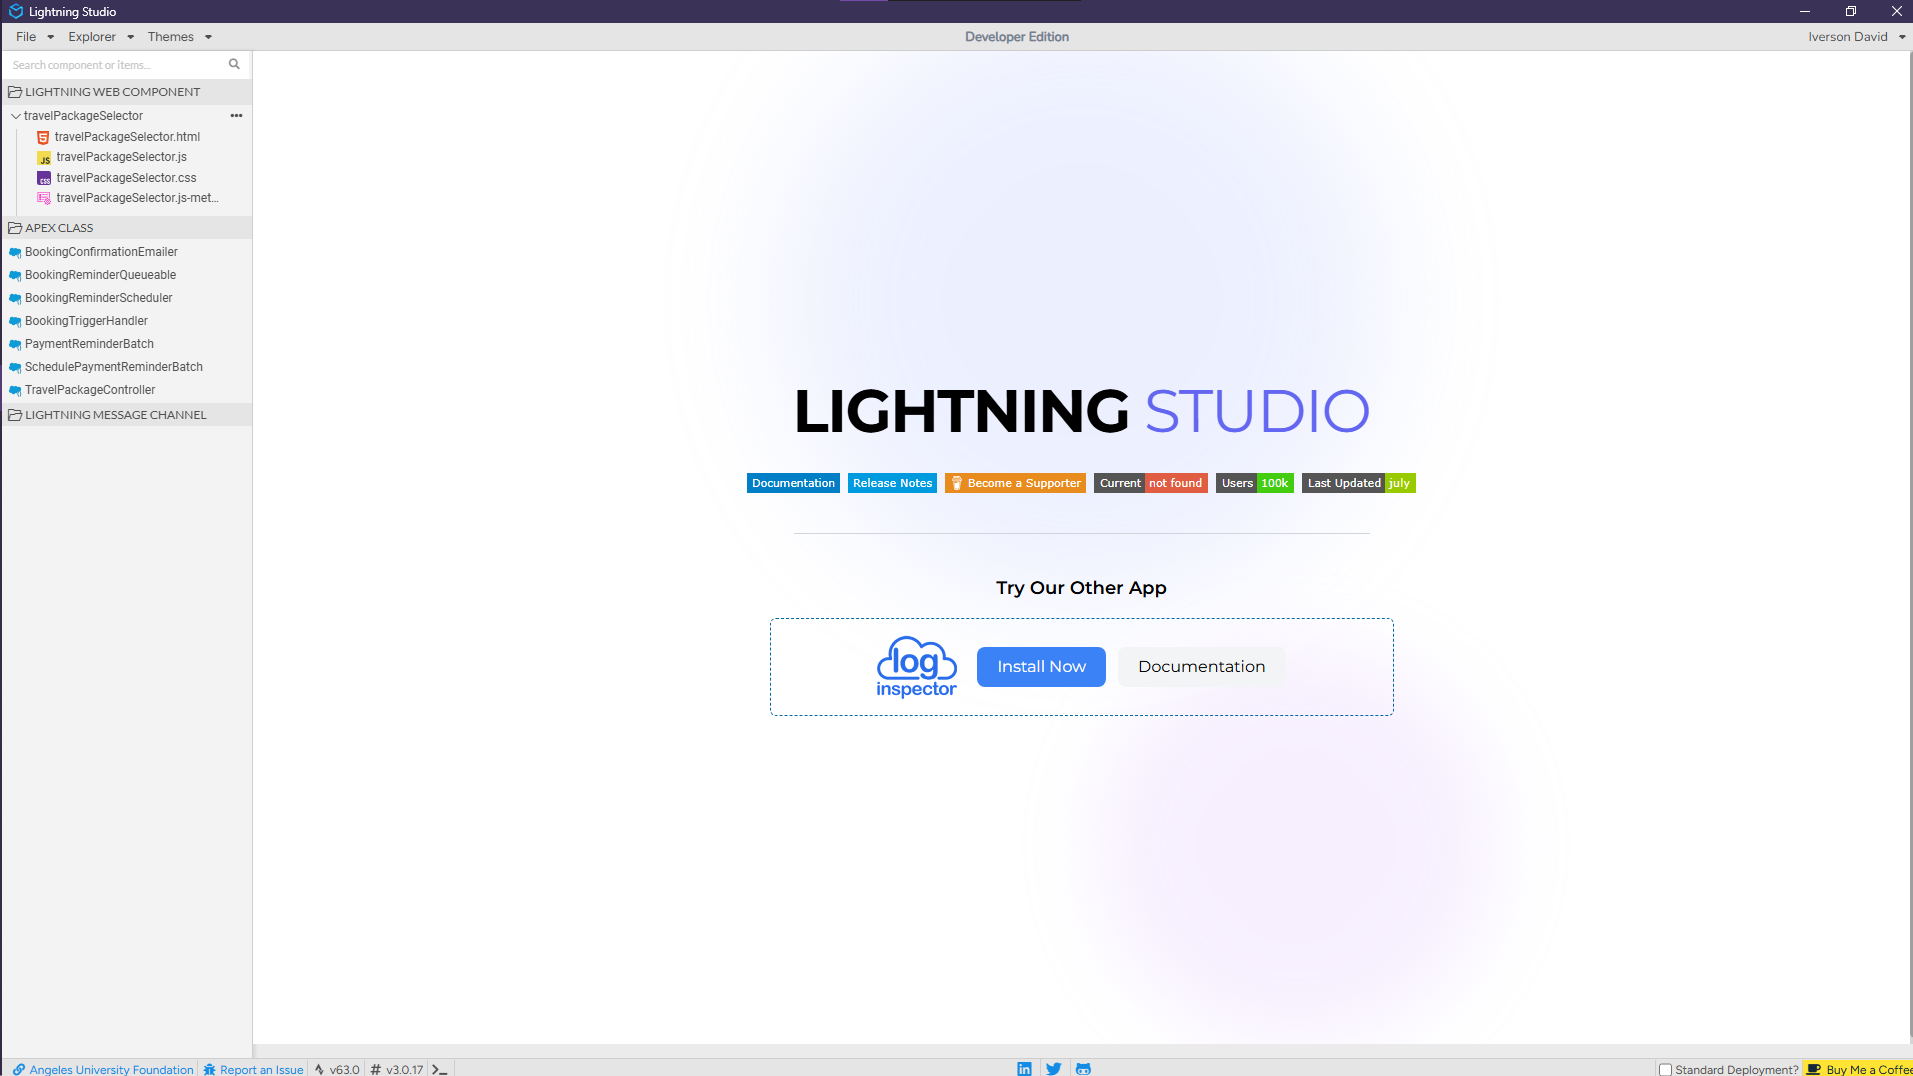 Lightning Studio
File Explorer Themes Developer Edition Iverson David
Search component or items...
LIGHTNING WEB COMPONENT
travelPackageSelector
travelPackageSelector.html
JS travelPackageSelector.js
CSS travelPackageSelector.css
travelPackageSelector.js-met...
APEX CLASS
BookingConfirmationEmailer
BookingReminderQueueable
BookingReminderScheduler
BookingTriggerHandler
PaymentReminderBatch
SchedulePaymentReminderBatch
TravelPackageController
LIGHTNING MESSAGE CHANNEL
LIGHTNING STUDIO
Documentation Release Notes Become a Supporter Current not found Users 100k Last Updated july
Try Our Other App
log
inspector
Install Now Documentation
Angeles University Foundation Report an Issue v63.0 # v3.0.17 Standard Deployment? Buy Me a Coffee